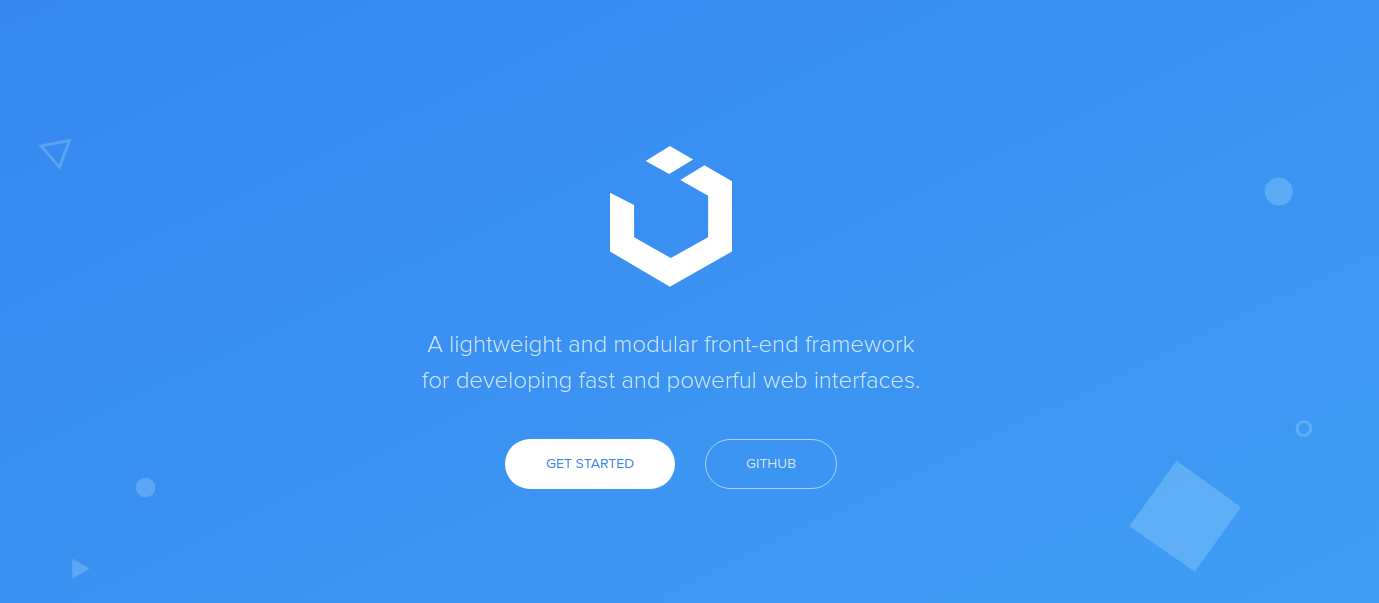 A lightweight and modular front-end framework
for developing fast and powerful web interfaces.
GET STARTED
GITHUB